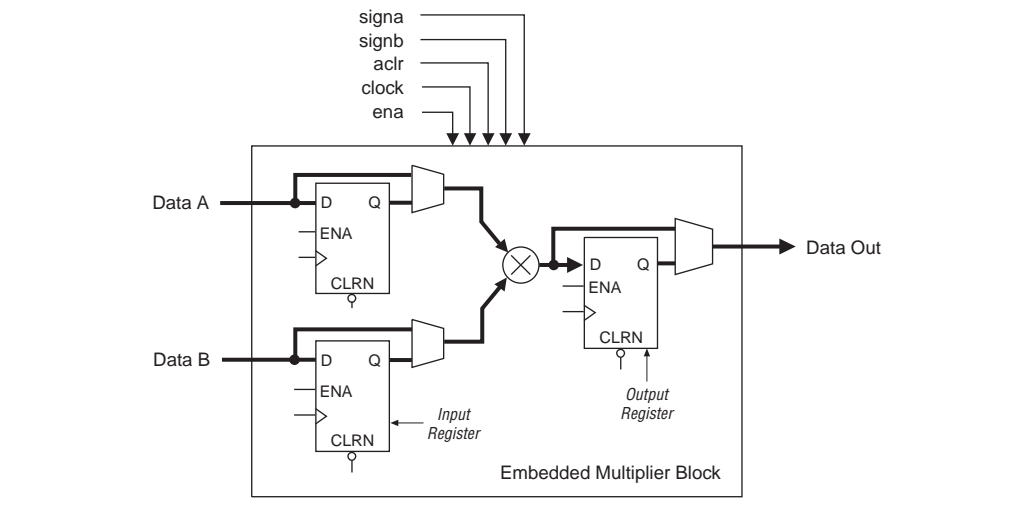 signa
signb
aclr
clock
ena
Data A
D
Q
ENA
CLRN
Data B
D
Q
ENA
CLRN
Input
Register
D
Q
ENA
CLRN
Output
Register
Data Out
Embedded Multiplier Block